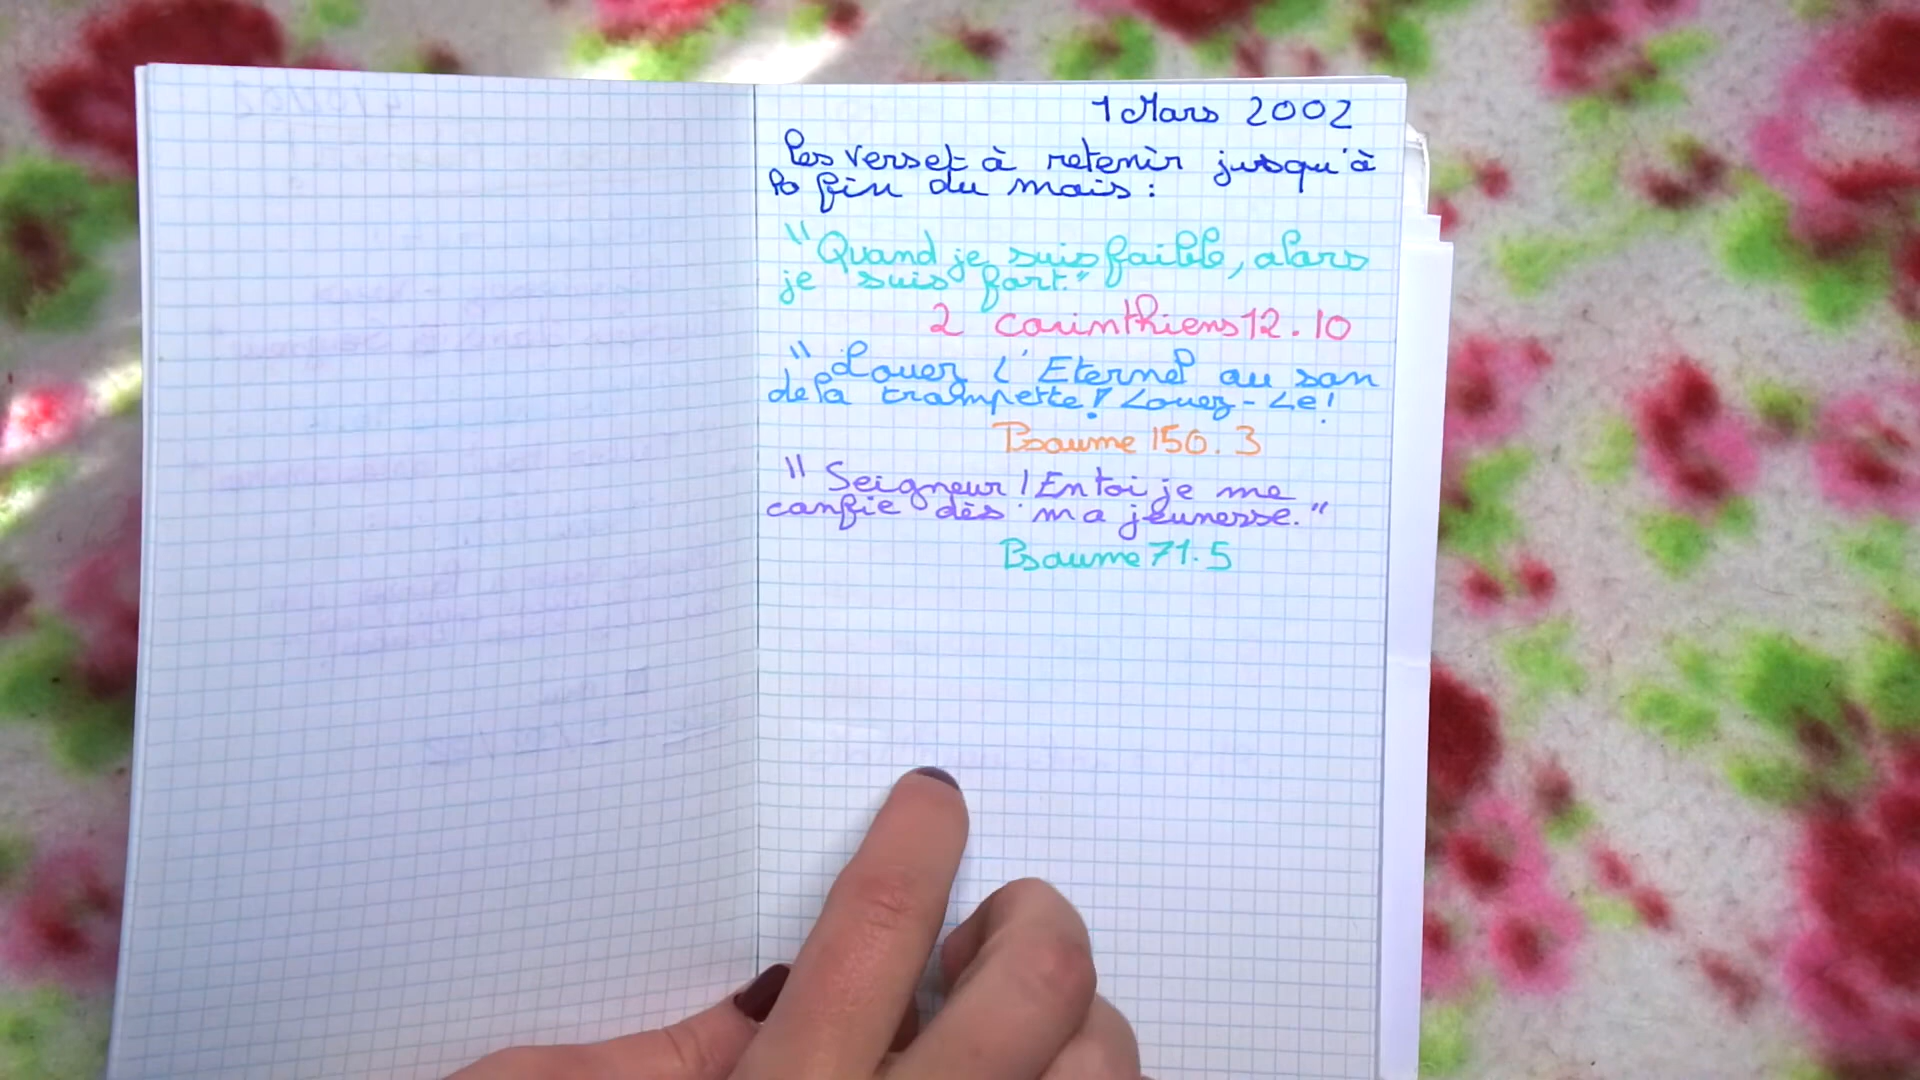 1 Mars 2002
Les verset à retenir jusqu'à
la fin du mois :
"Quand je suis faible, alors
je suis fort."
2 Corinthiens 12.10
"Louez L'Eternel au son
de la trompette! Louez-Le!
Psaume 150.3
"Seigneur! En toi je me
confie dès ma jeunesse."
Psaume 71.5